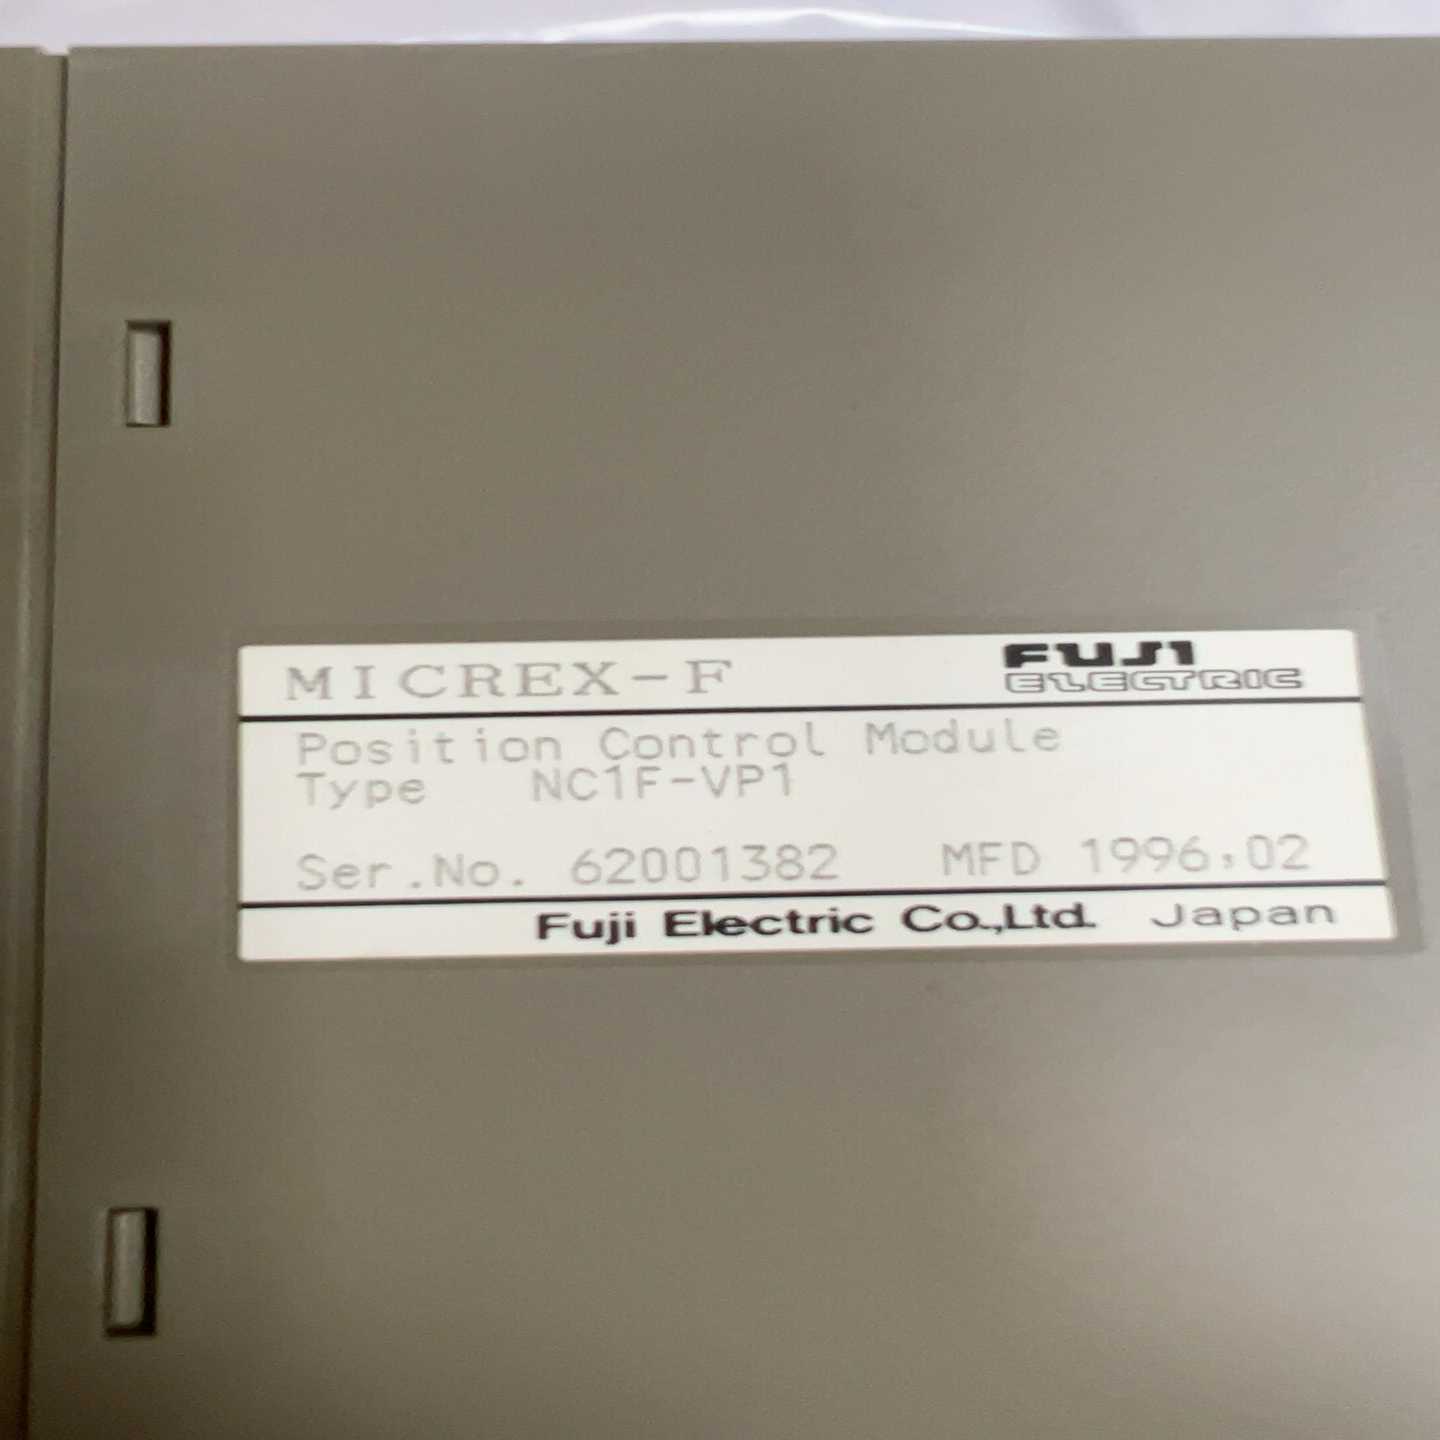 MICREX-F
FUJI
ELECTRIC
Position Control Module
Type NC1F-VP1
Ser.No. 62001382 MFD 1996,02
Fuji Electric Co.,Ltd. Japan